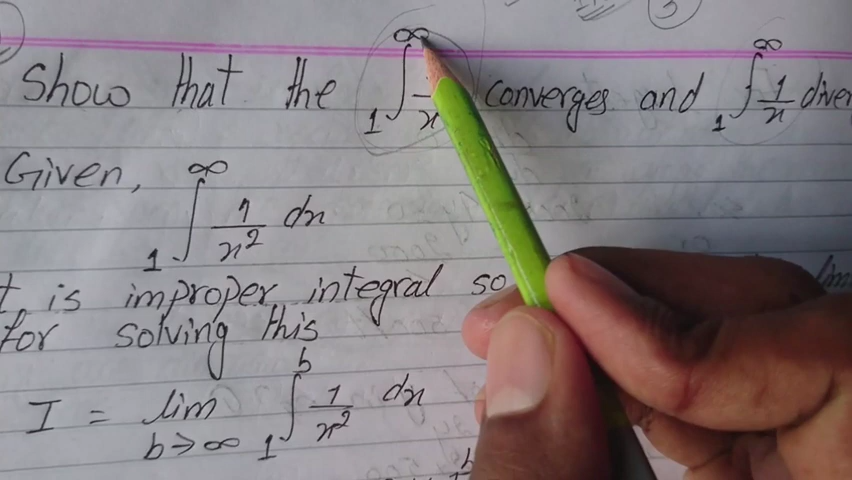 Show that the ∞∫1 1/x converges and ∞∫1 1/x diver
Given,
∞∫1 1/x² dx
t is improper integral so
for solving this
I = lim b→∞ b∫1 1/x² dx